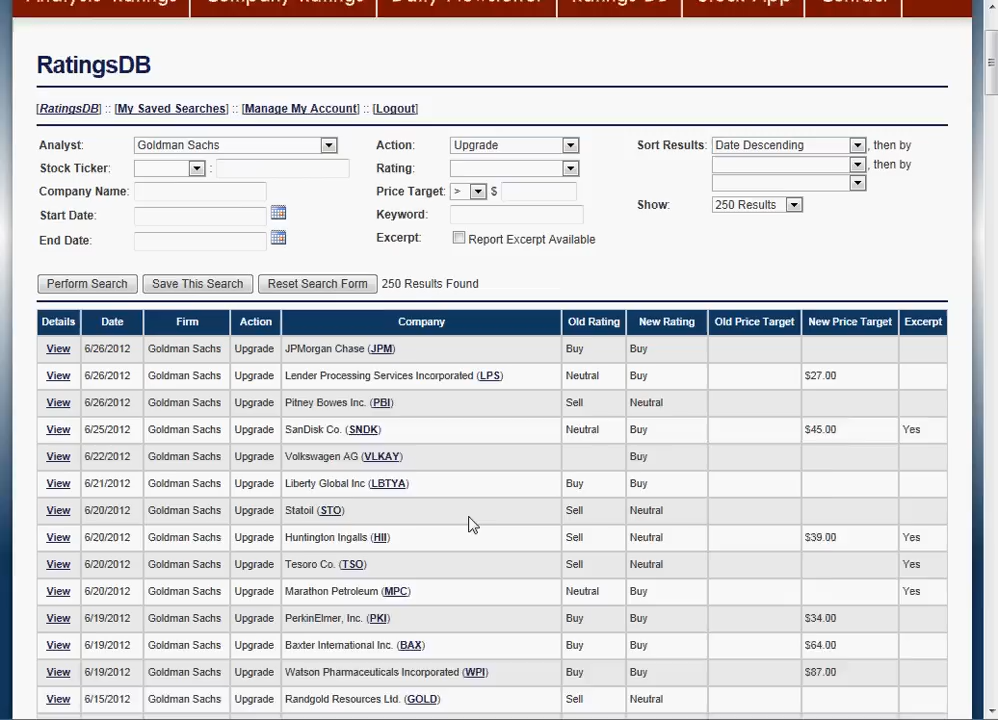 Analyst Ratings Company Ratings Daily Newsletter Ratings DB Stock App Contact
RatingsDB
[RatingsDB] :: [My Saved Searches] :: [Manage My Account] :: [Logout]
Analyst: Goldman Sachs Action: Upgrade Sort Results: Date Descending , then by
Stock Ticker: : Rating: , then by
Company Name: Price Target: > $
Start Date: Keyword: Show: 250 Results
End Date: Excerpt: Report Excerpt Available
Perform Search Save This Search Reset Search Form 250 Results Found
Details Date Firm Action Company Old Rating New Rating Old Price Target New Price Target Excerpt
View 6/26/2012 Goldman Sachs Upgrade JPMorgan Chase (JPM) Buy Buy
View 6/26/2012 Goldman Sachs Upgrade Lender Processing Services Incorporated (LPS) Neutral Buy $27.00
View 6/26/2012 Goldman Sachs Upgrade Pitney Bowes Inc. (PBI) Sell Neutral
View 6/25/2012 Goldman Sachs Upgrade SanDisk Co. (SNDK) Neutral Buy $45.00 Yes
View 6/22/2012 Goldman Sachs Upgrade Volkswagen AG (VLKAY) Buy
View 6/21/2012 Goldman Sachs Upgrade Liberty Global Inc (LBTYA) Buy Buy
View 6/20/2012 Goldman Sachs Upgrade Statoil (STO) Sell Neutral
View 6/20/2012 Goldman Sachs Upgrade Huntington Ingalls (HII) Sell Neutral $39.00 Yes
View 6/20/2012 Goldman Sachs Upgrade Tesoro Co. (TSO) Sell Neutral Yes
View 6/20/2012 Goldman Sachs Upgrade Marathon Petroleum (MPC) Neutral Buy Yes
View 6/19/2012 Goldman Sachs Upgrade PerkinElmer, Inc. (PKI) Buy Buy $34.00
View 6/19/2012 Goldman Sachs Upgrade Baxter International Inc. (BAX) Buy Buy $64.00
View 6/19/2012 Goldman Sachs Upgrade Watson Pharmaceuticals Incorporated (WPI) Buy Buy $87.00
View 6/15/2012 Goldman Sachs Upgrade Randgold Resources Ltd. (GOLD) Sell Neutral